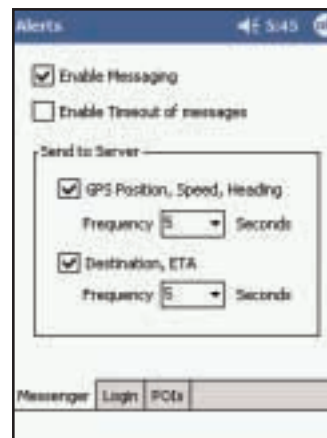 Alerts 5:45
Enable Messaging
Enable Timeout of messages
Send to Server
GPS Position, Speed, Heading
Frequency 5 Seconds
Destination, ETA
Frequency 5 Seconds
Messenger Login POIs